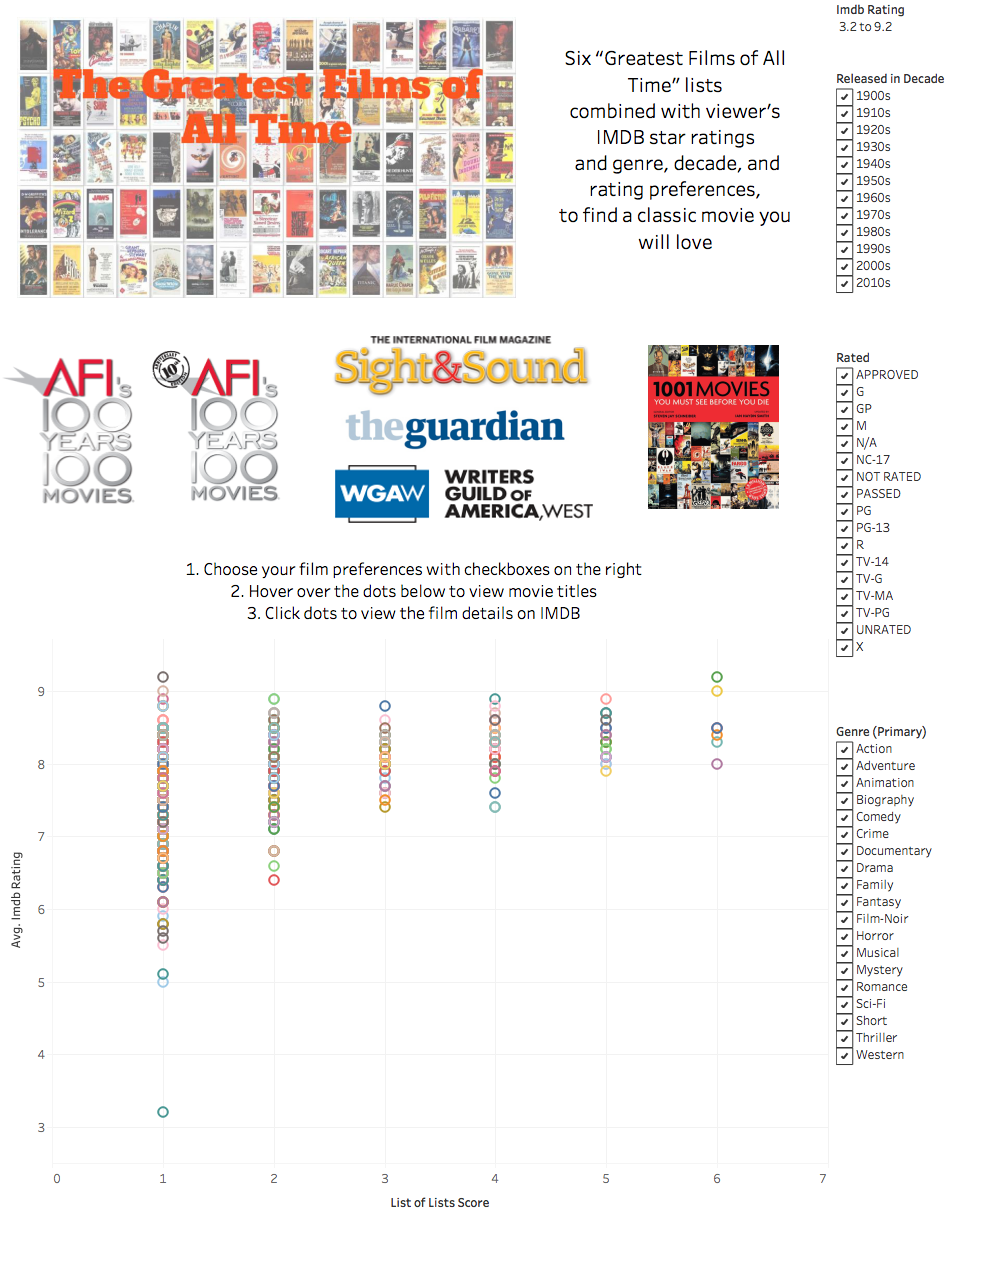 The Greatest Films of
All Time
Six “Greatest Films of All
Time” lists
combined with viewer’s
IMDB star ratings
and genre, decade, and
rating preferences,
to find a classic movie you
will love
Imdb Rating
3.2 to 9.2
Released in Decade
1900s
1910s
1920s
1930s
1940s
1950s
1960s
1970s
1980s
1990s
2000s
2010s
AFI's
100
YEARS
100
MOVIES
10th
ANNIVERSARY
EDITION
AFI's
100
YEARS
100
MOVIES
THE INTERNATIONAL FILM MAGAZINE
Sight&Sound
theguardian
WGAW
WRITERS
GUILD OF
AMERICA,WEST
1001 MOVIES
YOU MUST SEE BEFORE YOU DIE
Rated
APPROVED
G
GP
M
N/A
NC-17
NOT RATED
PASSED
PG
PG-13
R
TV-14
TV-G
TV-MA
TV-PG
UNRATED
X
1. Choose your film preferences with checkboxes on the right
2. Hover over the dots below to view movie titles
3. Click dots to view the film details on IMDB
Genre (Primary)
Action
Adventure
Animation
Biography
Comedy
Crime
Documentary
Drama
Family
Fantasy
Film-Noir
Horror
Musical
Mystery
Romance
Sci-Fi
Short
Thriller
Western
Avg. Imdb Rating
9
8
7
6
5
4
3
0 1 2 3 4 5 6 7
List of Lists Score